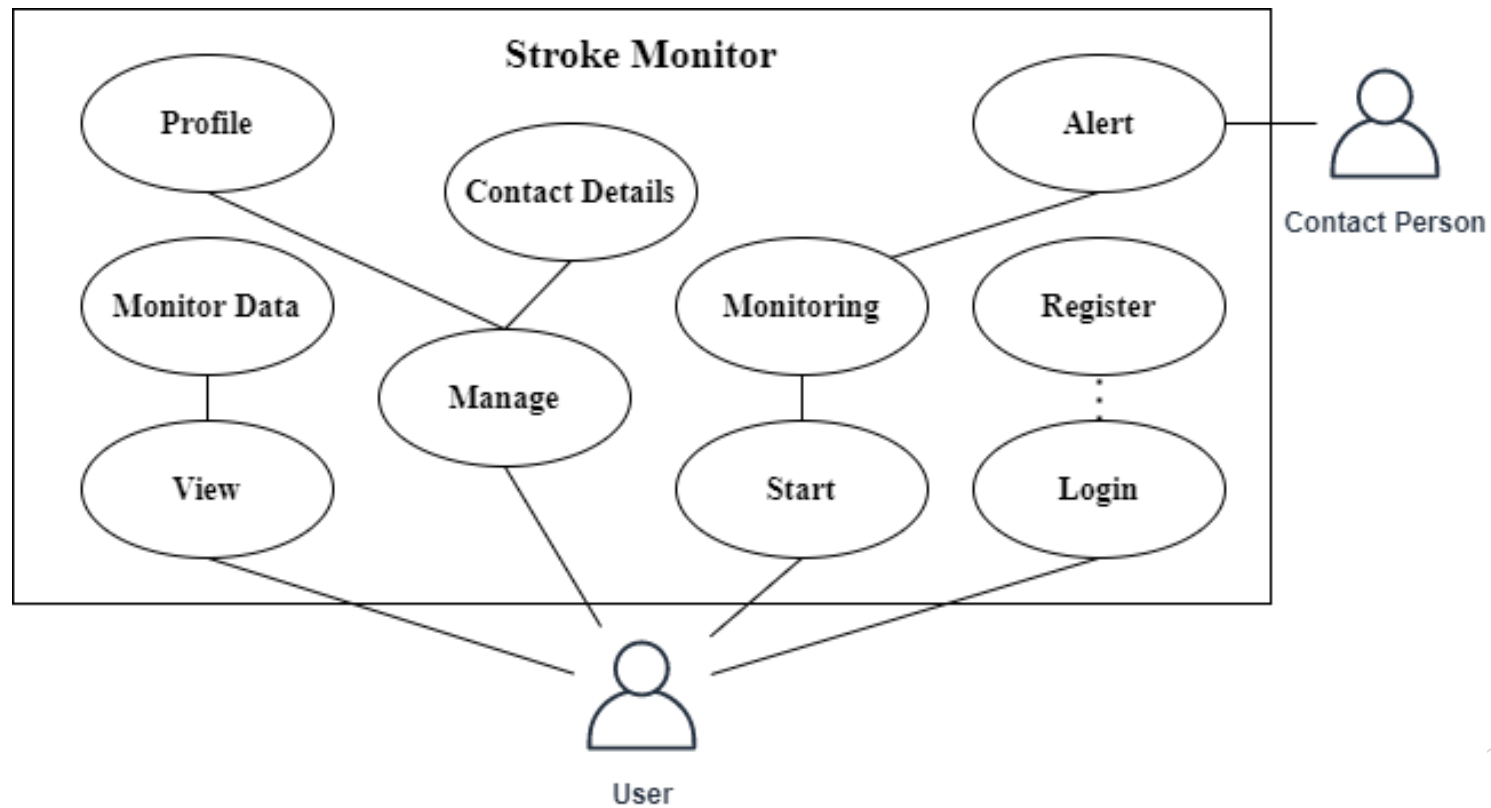 Stroke Monitor
Profile
Alert
Contact Details
Contact Person
Monitor Data
Monitoring
Register
Manage
View
Start
Login
User